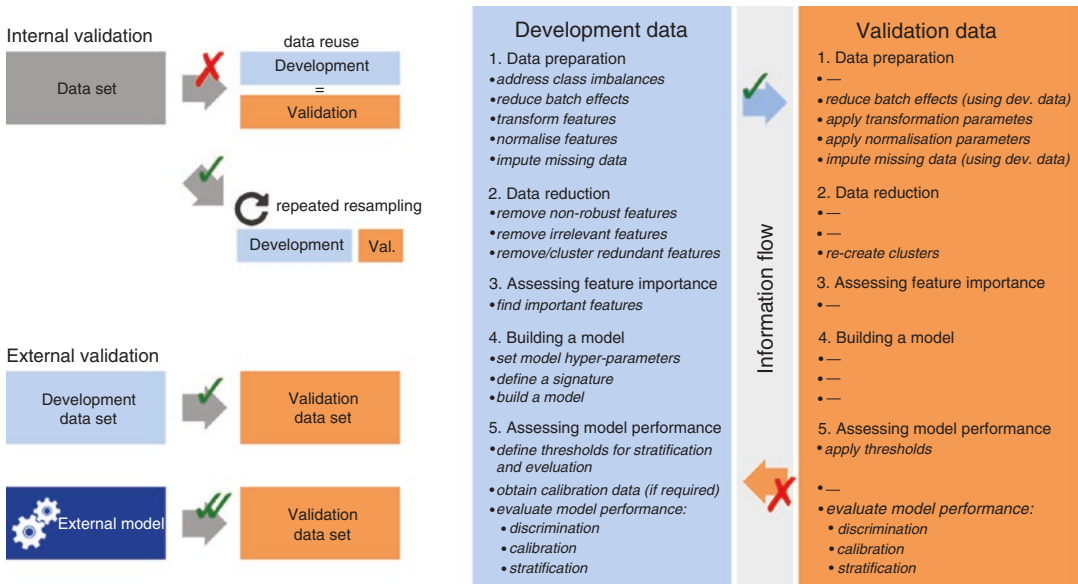 Internal validation
Data set
data reuse
Development
=
Validation
repeated resampling
Development
Val.
External validation
Development
data set
Validation
data set
External model
Validation
data set
Development data
1. Data preparation
•address class imbalances
•reduce batch effects
•transform features
•normalise features
•impute missing data
2. Data reduction
•remove non-robust features
•remove irrelevant features
•remove/cluster redundant features
3. Assessing feature importance
•find important features
4. Building a model
•set model hyper-parameters
•define a signature
•build a model
5. Assessing model performance
•define thresholds for stratification
and eveluation
•obtain calibration data (if required)
•evaluate model performance:
•discrimination
•calibration
•stratification
Information flow
Validation data
1. Data preparation
•—
•reduce batch effects (using dev. data)
•apply transformation parametes
•apply normalisation parameters
•impute missing data (using dev. data)
2. Data reduction
•—
•—
•re-create clusters
3. Assessing feature importance
•—
4. Building a model
•—
•—
•—
5. Assessing model performance
•apply thresholds
•—
•evaluate model performance:
•discrimination
•calibration
•stratification